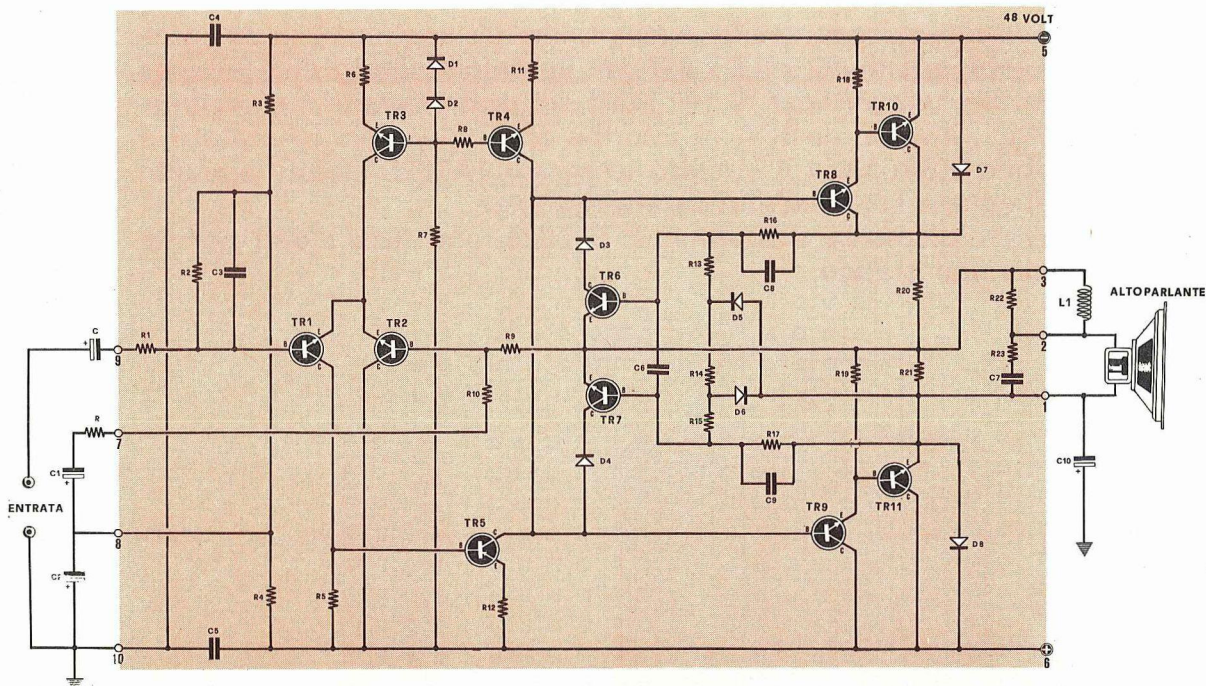 C4
48 VOLT
5
R6
D1
R11
R18
D2
TR10
R3
TR3
TR4
R8
B
E
C
D7
TR8
R16
R7
D3
R13
R2
C3
TR6
C8
R20
3
R22
L1
ALTOPARLANTE
D5
C
R1
9
TR1
TR2
R9
2
R23
R14
R19
R21
C6
C7
R10
TR7
D6
1
R15
R
7
R17
C10
D4
C9
C1
TR9
TR11
ENTRATA
TR5
8
D8
R4
R5
R12
C5
10
6